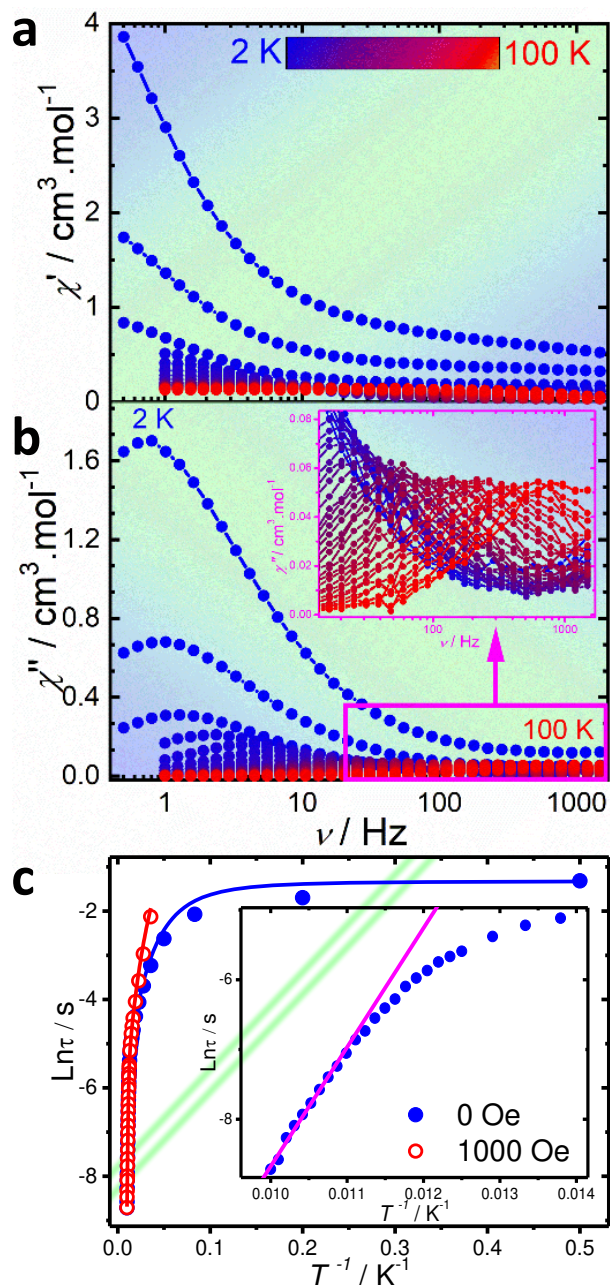 a
4
2 K
100 K
3
2
1
0
χ' / cm³.mol⁻¹
b
2 K
1.6
1.2
0.8
0.4
0.0
χ'' / cm³.mol⁻¹
0.08
0.06
0.04
0.02
0.00
χ''/ cm³.mol⁻¹
100
1000
ν / Hz
100 K
1
10
100
1000
ν / Hz
c
-2
-4
-6
-8
Lnτ / s
-6
-8
Lnτ / s
0 Oe
1000 Oe
0.010
0.011
0.012
0.013
0.014
T⁻¹ / K⁻¹
0.0
0.1
0.2
0.3
0.4
0.5
T⁻¹ / K⁻¹